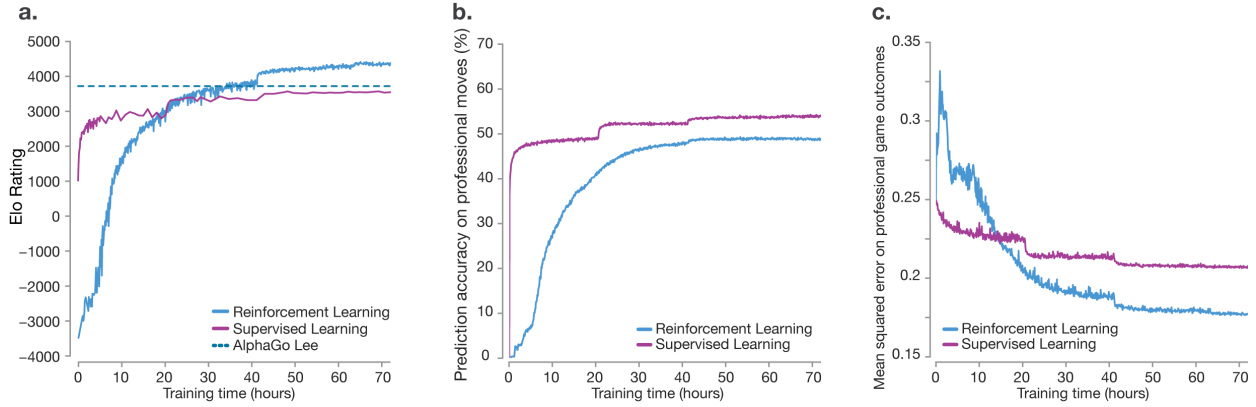 a.
Elo Rating
5000
4000
3000
2000
1000
0
−1000
−2000
−3000
−4000
0 10 20 30 40 50 60 70
Training time (hours)
Reinforcement Learning
Supervised Learning
AlphaGo Lee
b.
Prediction accuracy on professional moves (%)
70
60
50
40
30
20
10
0
0 10 20 30 40 50 60 70
Training time (hours)
Reinforcement Learning
Supervised Learning
c.
Mean squared error on professional game outcomes
0.35
0.3
0.25
0.2
0.15
0 10 20 30 40 50 60 70
Training time (hours)
Reinforcement Learning
Supervised Learning